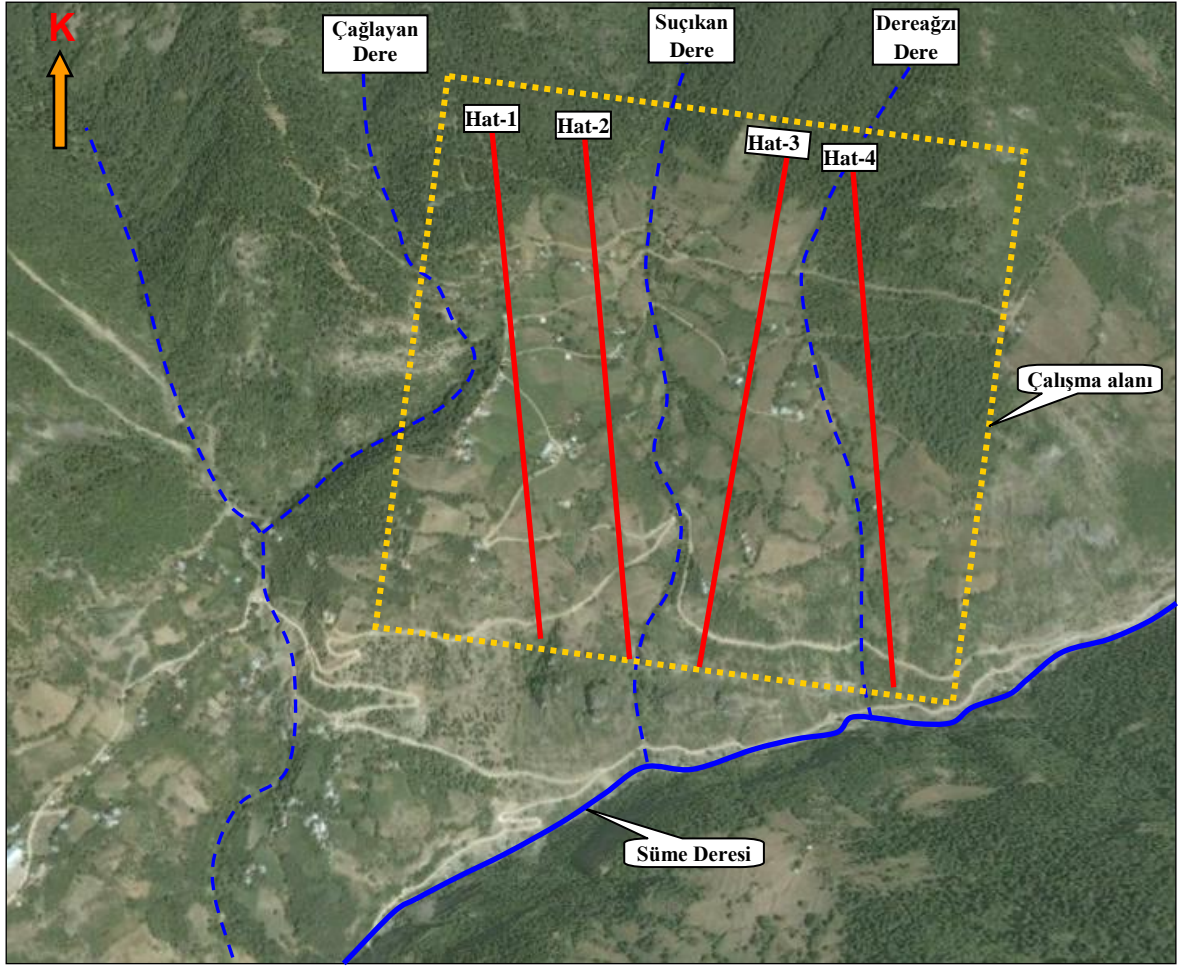 K
Çağlayan
Dere
Suçıkan
Dere
Dereağzı
Dere
Hat-1
Hat-2
Hat-3
Hat-4
Çalışma alanı
Süme Deresi